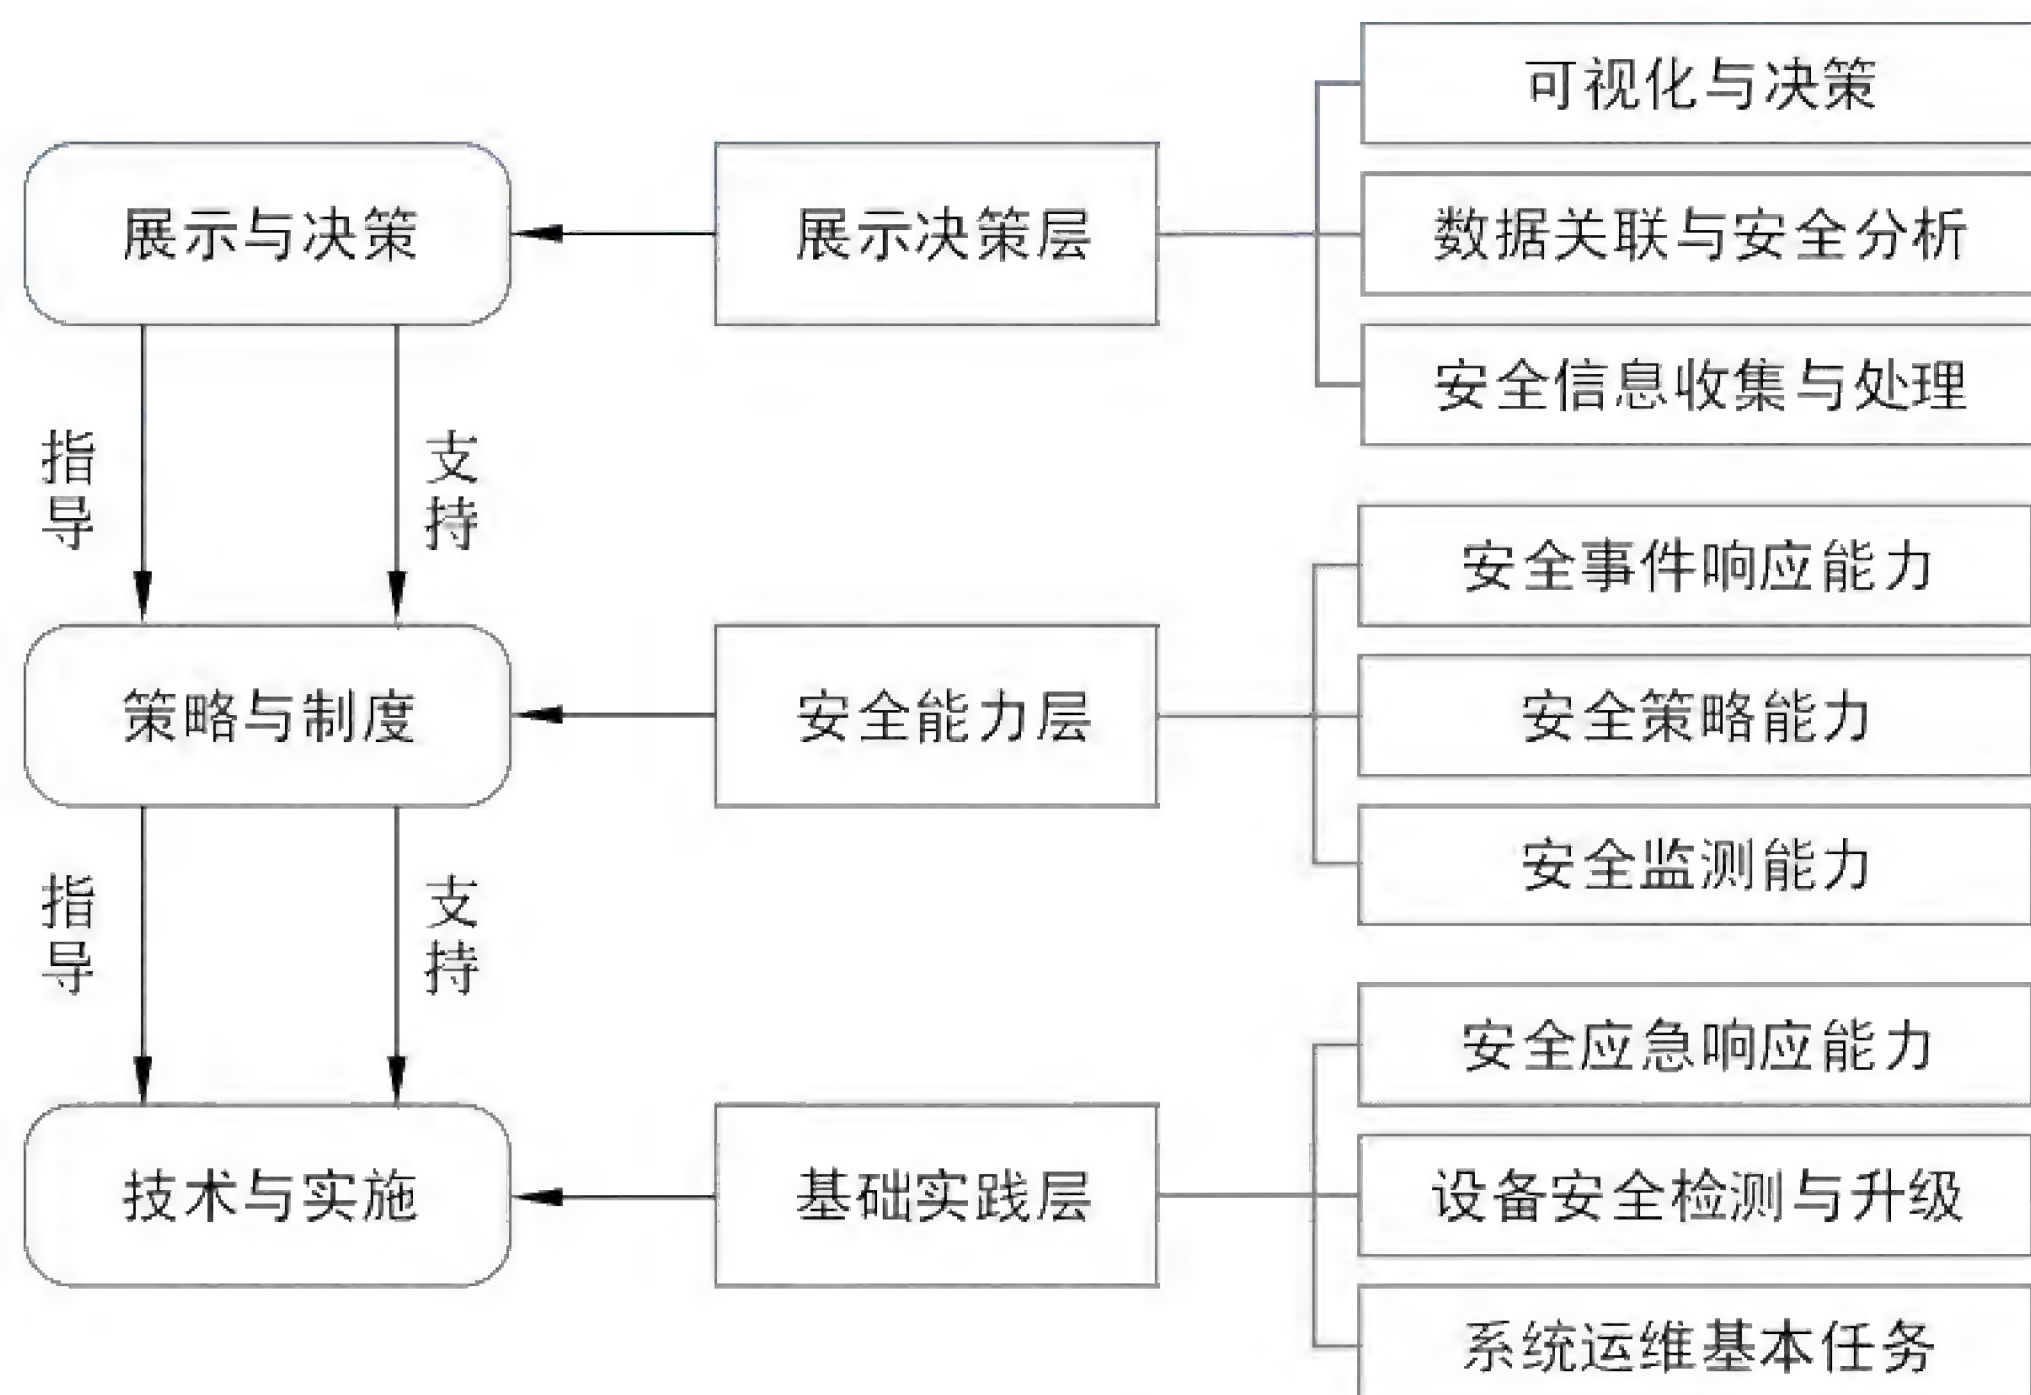 可视化与决策
展示与决策
展示决策层
数据关联与安全分析
安全信息收集与处理
指导
支持
安全事件响应能力
策略与制度
安全能力层
安全策略能力
安全监测能力
指导
支持
安全应急响应能力
技术与实施
基础实践层
设备安全检测与升级
系统运维基本任务